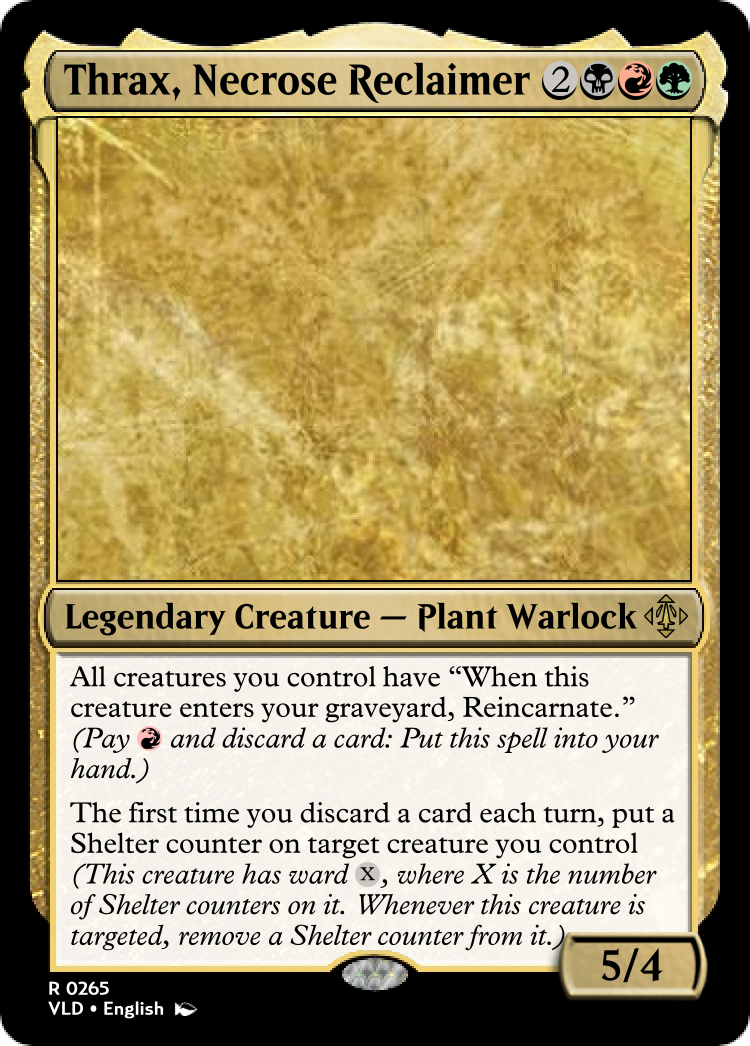 Thrax, Necrose Reclaimer 2
Legendary Creature — Plant Warlock
All creatures you control have “When this
creature enters your graveyard, Reincarnate.”
(Pay and discard a card: Put this spell into your
hand.)
The first time you discard a card each turn, put a
Shelter counter on target creature you control
(This creature has ward X, where X is the number
of Shelter counters on it. Whenever this creature is
targeted, remove a Shelter counter from it.)
5/4
R 0265
VLD • English